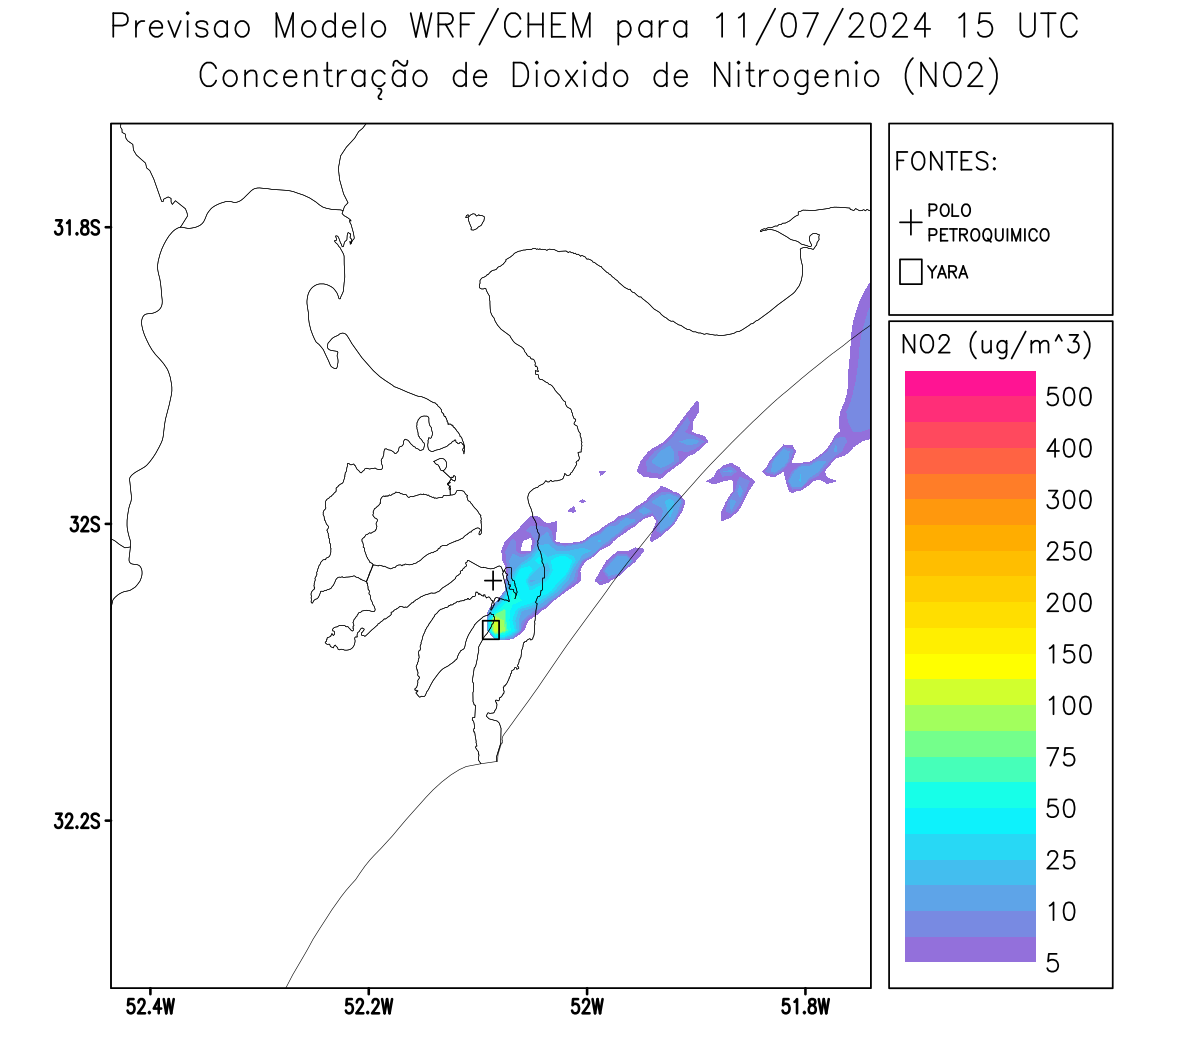 Previsao Modelo WRF/CHEM para 11/07/2024 15 UTC
Concentração de Dioxido de Nitrogenio (NO2)
31.8S
32S
32.2S
52.4W
52.2W
52W
51.8W
FONTES:
POLO
PETROQUIMICO
YARA
NO2 (ug/m^3)
500
400
300
250
200
150
100
75
50
25
10
5